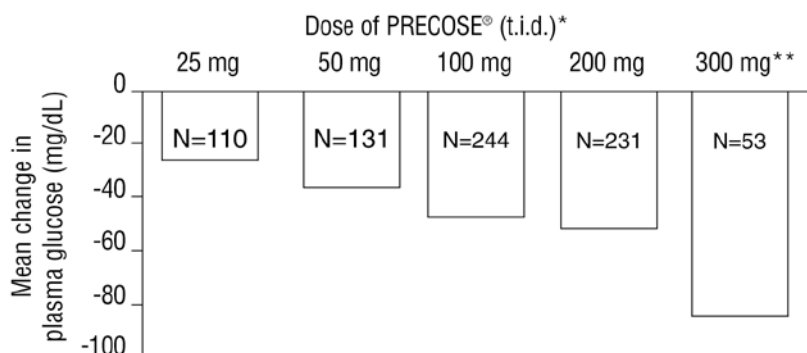 Dose of PRECOSE® (t.i.d.)*
25 mg 50 mg 100 mg 200 mg 300 mg**
Mean change in
plasma glucose (mg/dL)
0
-20
-40
-60
-80
-100
N=110 N=131 N=244 N=231 N=53